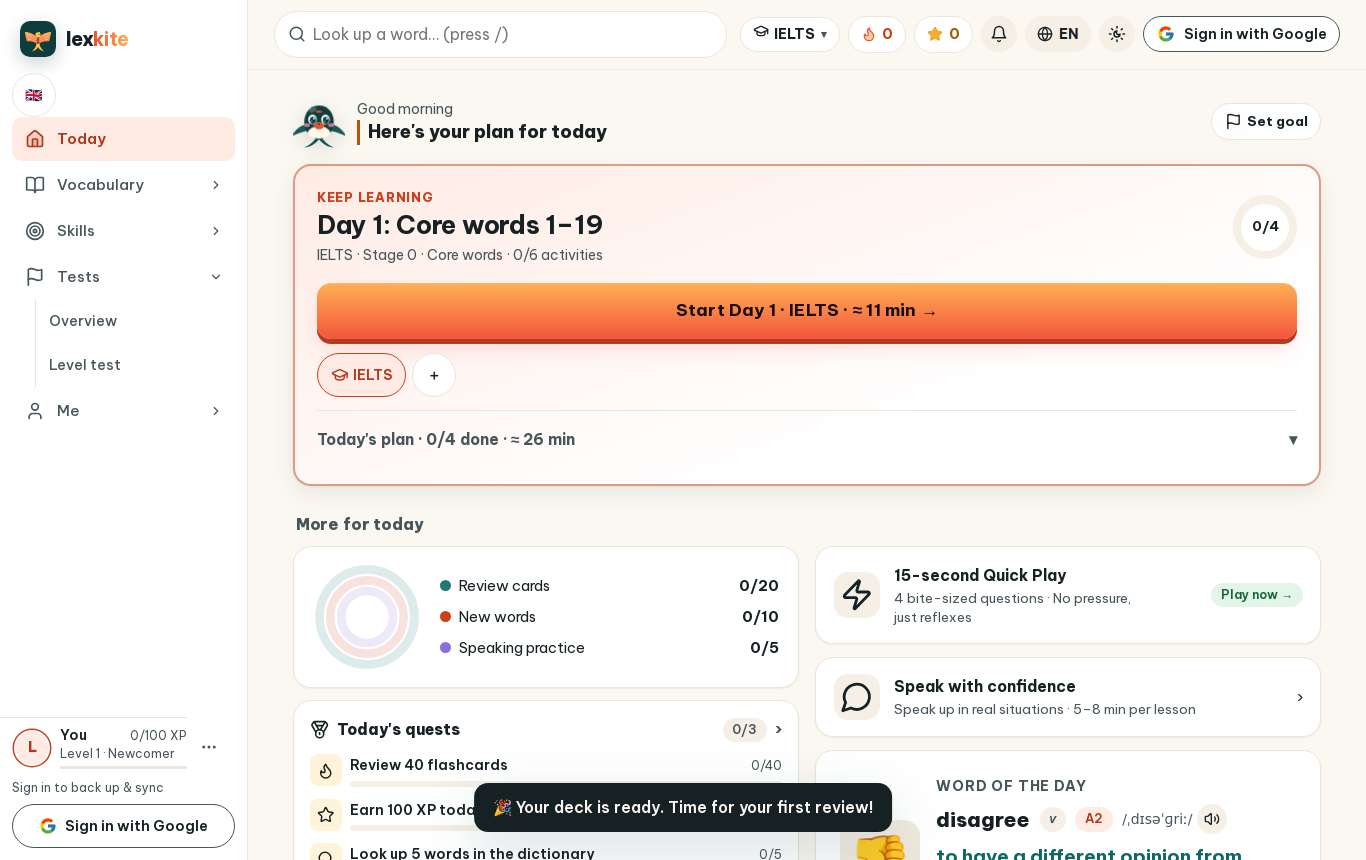 lexkite
Look up a word... (press /)
IELTS ▾
0
0
EN
Sign in with Google
Today
Vocabulary
Skills
Tests
Overview
Level test
Me
You 0/100 XP
Level 1 · Newcomer
L
Sign in to back up & sync
Sign in with Google
Good morning
Here's your plan for today
Set goal
KEEP LEARNING
Day 1: Core words 1–19
IELTS · Stage 0 · Core words · 0/6 activities
0/4
Start Day 1 · IELTS · ≈ 11 min →
IELTS
+
Today's plan · 0/4 done · ≈ 26 min ▾
More for today
Review cards 0/20
New words 0/10
Speaking practice 0/5
Today's quests 0/3
Review 40 flashcards 0/40
Earn 100 XP toda
Look up 5 words in the dictionary 0/5
15-second Quick Play
4 bite-sized questions · No pressure,
just reflexes
Play now →
Speak with confidence
Speak up in real situations · 5–8 min per lesson
WORD OF THE DAY
disagree v A2 /ˌdɪsəˈɡriː/
to have a different opinion from
🎉 Your deck is ready. Time for your first review!